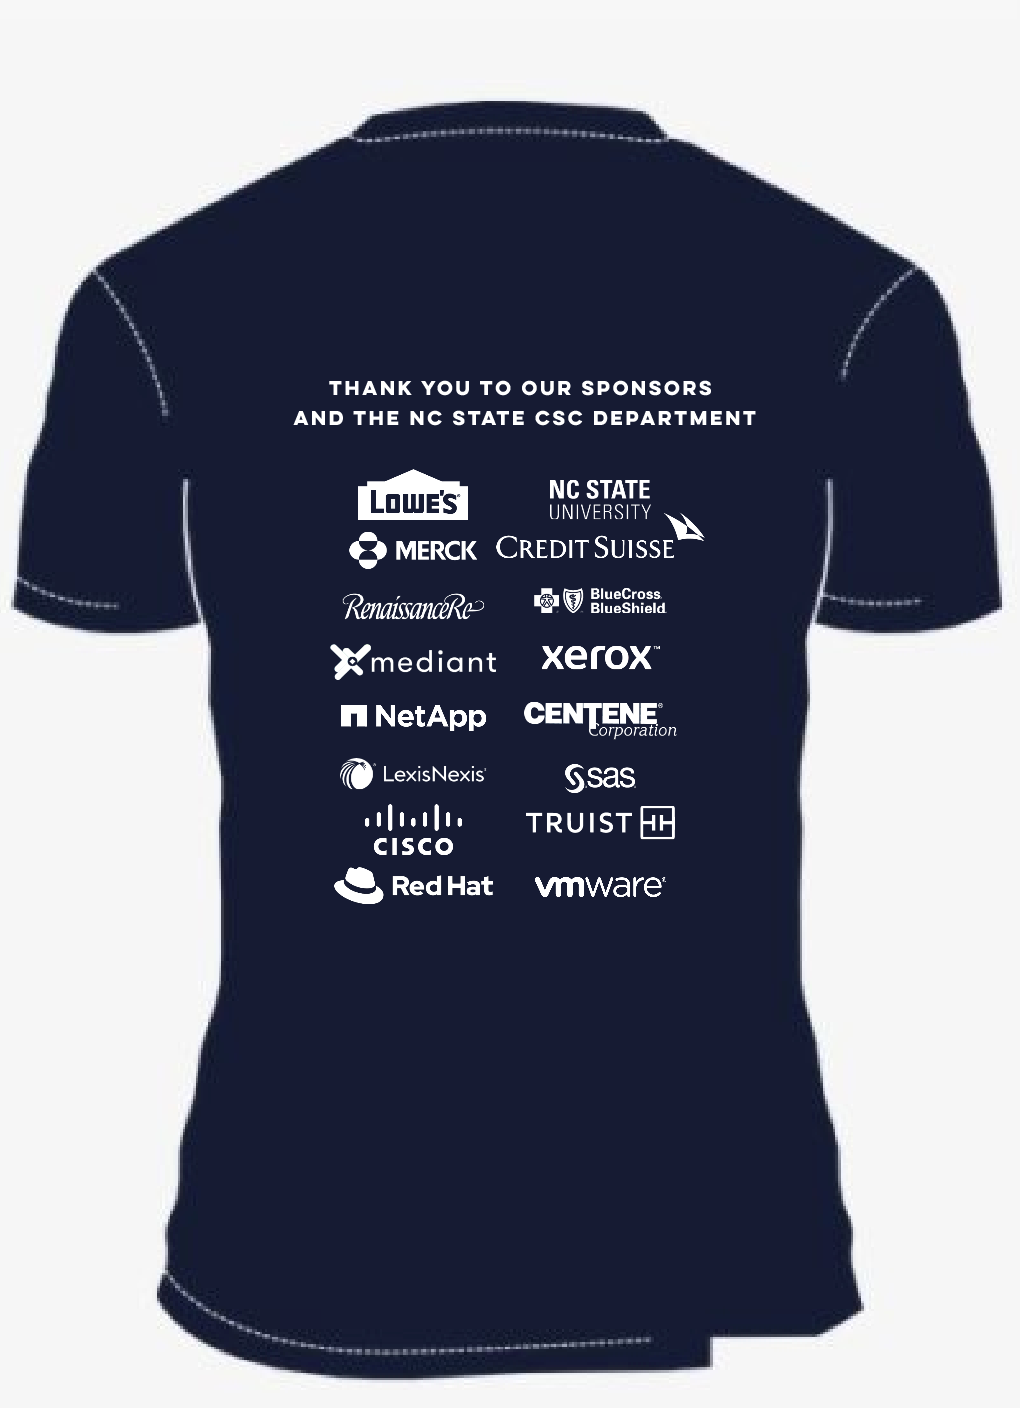 THANK YOU TO OUR SPONSORS
AND THE NC STATE CSC DEPARTMENT
LOWE'S
NC STATE
UNIVERSITY
MERCK
CREDIT SUISSE
RenaissanceRe
BlueCross
BlueShield
mediant
xerox™
NetApp
CENTENE®
Corporation
LexisNexis®
sas
CISCO
TRUIST
Red Hat
vmware®